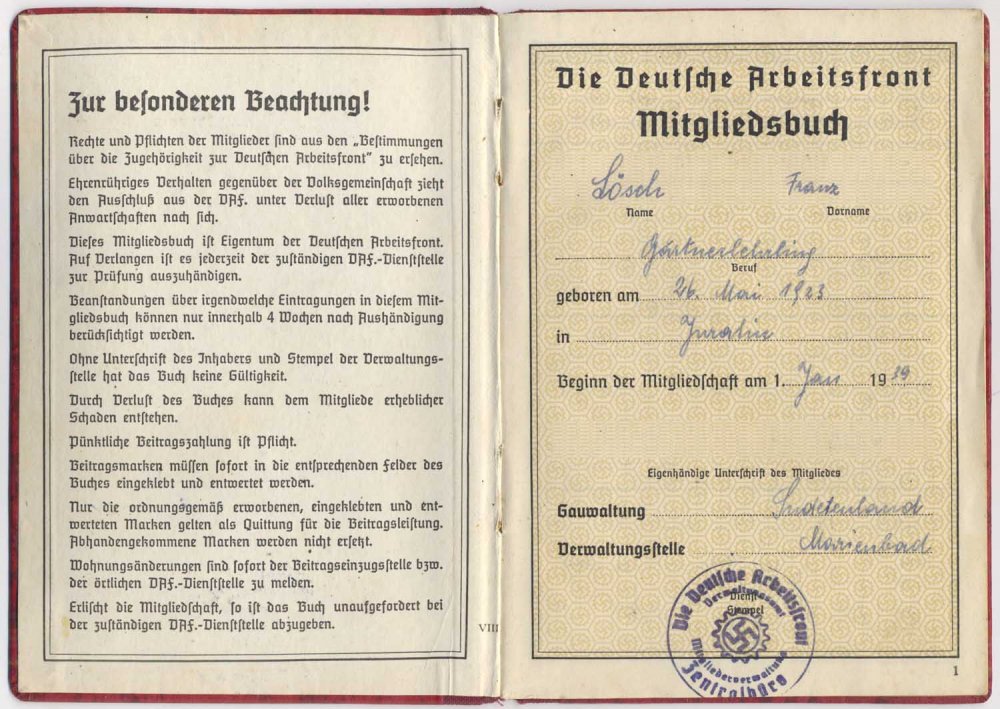 Zur besonderen Beachtung!
Rechte und Pflichten der Mitglieder sind aus den „Bestimmungen
über die Zugehörigkeit zur Deutschen Arbeitsfront“ zu ersehen.
Ehrenrühriges Verhalten gegenüber der Volksgemeinschaft zieht
den Ausschluß aus der DAF. unter Verlust aller erworbenen
Anwartschaften nach sich.
Dieses Mitgliedsbuch ist Eigentum der Deutschen Arbeitsfront.
Auf Verlangen ist es jederzeit der zuständigen DAF.-Dienststelle
zur Prüfung auszuhändigen.
Beanstandungen über irgendwelche Eintragungen in diesem Mit-
gliedsbuch können nur innerhalb 4 Wochen nach Aushändigung
berücksichtigt werden.
Ohne Unterschrift des Inhabers und Stempel der Verwaltungs-
stelle hat das Buch keine Gültigkeit.
Durch Verlust des Buches kann dem Mitgliede erheblicher
Schaden entstehen.
Pünktliche Beitragszahlung ist Pflicht.
Beitragsmarken müssen sofort in die entsprechenden Felder des
Buches eingeklebt und entwertet werden.
Nur die ordnungsgemäß erworbenen, eingeklebten und ent-
werteten Marken gelten als Quittung für die Beitragsleistung.
Abhandengekommene Marken werden nicht ersetzt.
Wohnungsänderungen sind sofort der Beitragseinzugsstelle bzw.
der örtlichen DAF.-Dienststelle zu melden.
Erlischt die Mitgliedschaft, so ist das Buch unaufgefordert bei
der zuständigen DAF.-Dienststelle abzugeben.
VIII
Die Deutsche Arbeitsfront
Mitgliedsbuch
Lösch Franz
Name Vorname
Gärtnerlehrling
Beruf
geboren am 26. Mai 1923
in
Beginn der Mitgliedschaft am 1. Jan 1939
Eigenhändige Unterschrift des Mitgliedes
Gauwaltung Sudetenland
Verwaltungsstelle Marienbad
Die Deutsche Arbeitsfront
Verwaltungsamt
Dienst
Stempel
Mitgliederverwaltung
Zentralbüro
1